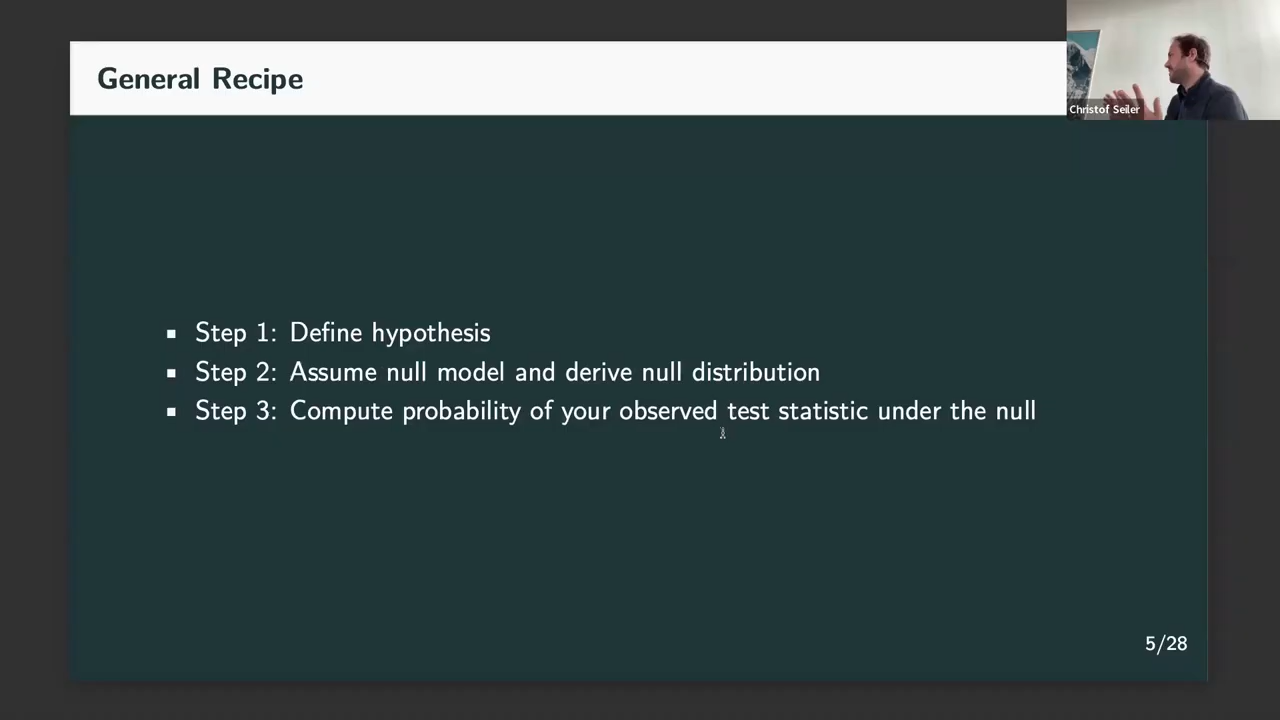 General Recipe
Christof Seiler
Step 1: Define hypothesis
Step 2: Assume null model and derive null distribution
Step 3: Compute probability of your observed test statistic under the null
5/28